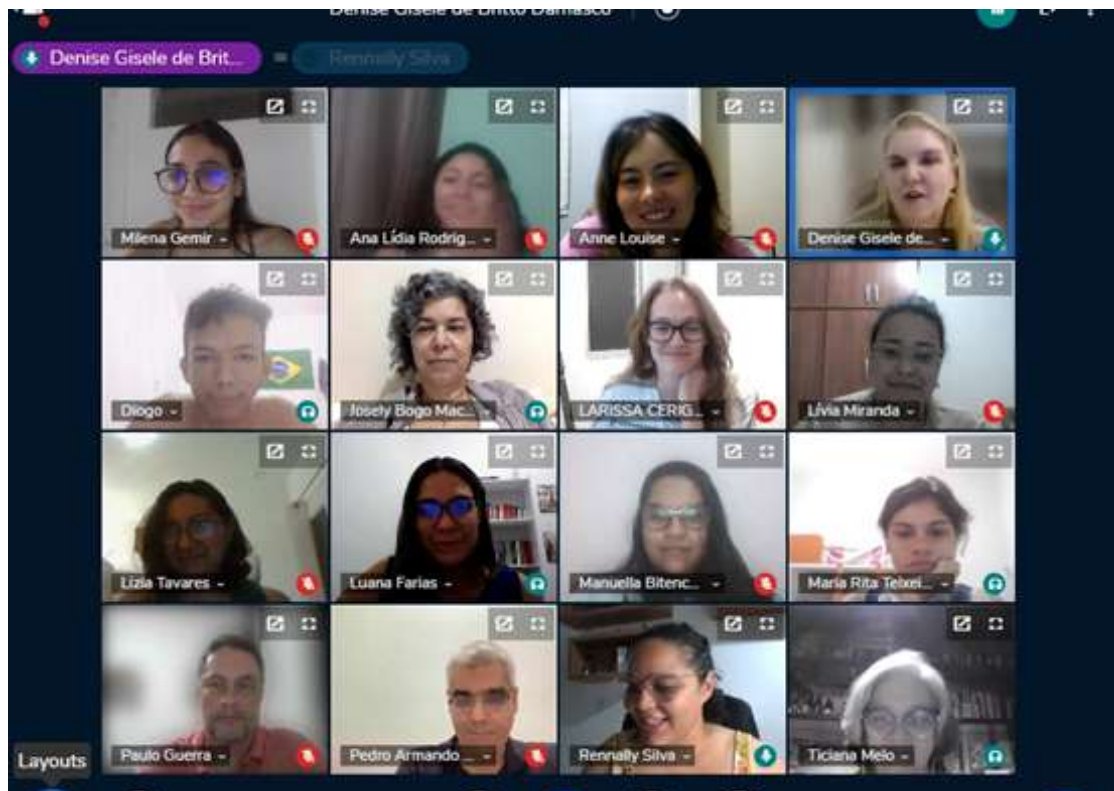 Denise Gisele de Britto Damasco
Denise Gisele de Brit...
Rennally Silva
Milena Gemir
Ana Lídia Rodrig...
Anne Louise
Denise Gisele de...
Diogo
Josely Bogo Mac...
LARISSA CERIG...
Lívia Miranda
Lizia Tavares
Luana Farias
Manuella Bitenc...
Maria Rita Teixei...
Paulo Guerra
Pedro Armando ...
Rennally Silva
Ticiana Melo
Layouts